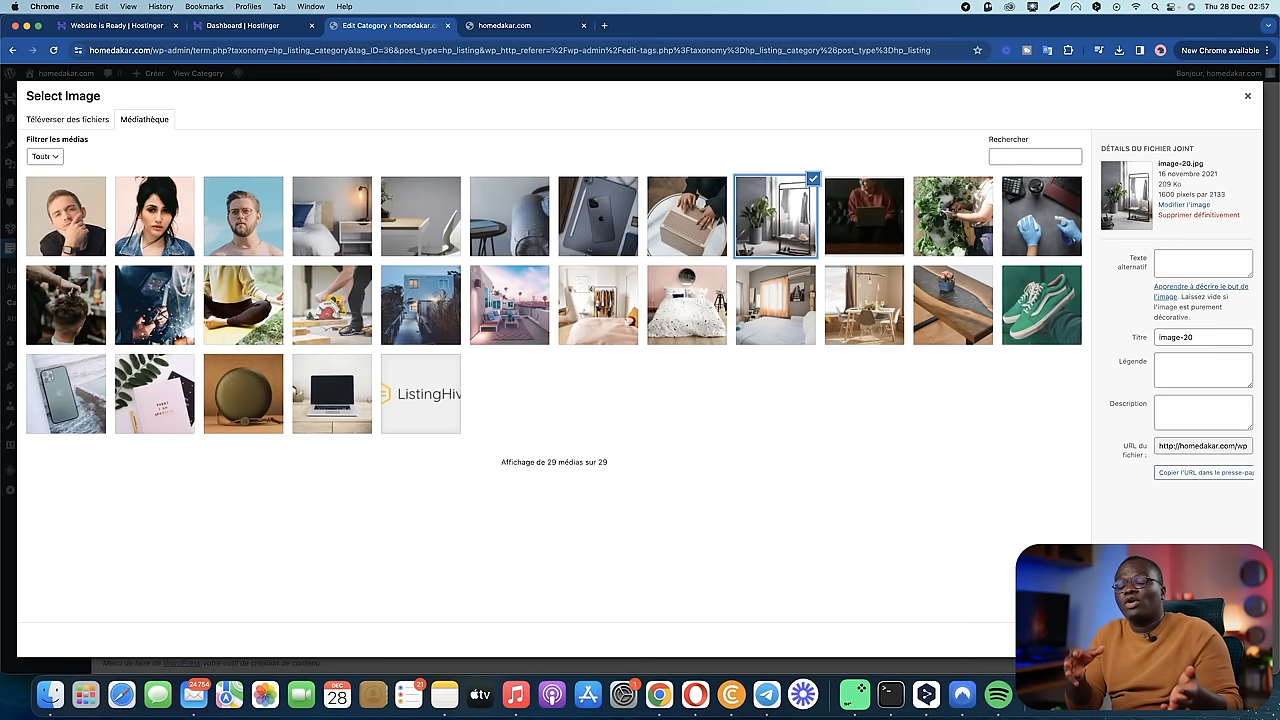 Chrome File Edit View History Bookmarks Profiles Tab Window Help Thu 28 Dec 02:57
Website is Ready | Hostinger Dashboard | Hostinger Edit Category ‹ homedakar.com homedakar.com
homedakar.com/wp-admin/term.php?taxonomy=hp_listing_category&tag_ID=36&post_type=hp_listing&wp_http_referer=%2Fwp-admin%2Fedit-tags.php%3Ftaxonomy%3Dhp_listing_category%26post_type%3Dhp_listing New Chrome available
homedakar.com 0 Créer View Category Bonjour, homedakar.com
Select Image
Téléverser des fichiers Médiathèque
Filtrer les médias Rechercher
Toute
DÉTAILS DU FICHIER JOINT
image-20.jpg
16 novembre 2021
209 Ko
1600 pixels par 2133
Modifier l'image
Supprimer définitivement
Texte alternatif
Apprendre à décrire le but de
l'image. Laissez vide si
l'image est purement
décorative.
Titre image-20
Légende
Description
URL du fichier : http://homedakar.com/wp
Copier l'URL dans le presse-pap
ListingHiv
Affichage de 29 médias sur 29
Merci de faire de WordPress votre outil de création de contenu.
24754
DEC
28
21
tv
1